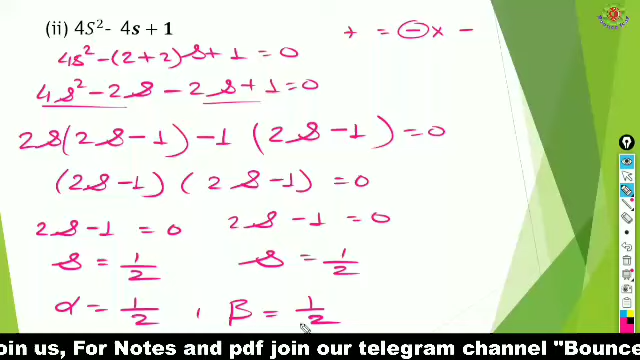 (ii) 4S² - 4s + 1
+ = - × -
4s² - (2+2)s + 1 = 0
4s² - 2s - 2s + 1 = 0
2s(2s - 1) - 1 (2s - 1) = 0
(2s - 1) (2s - 1) = 0
2s - 1 = 0 2s - 1 = 0
s = 1/2 s = 1/2
α = 1/2 , β = 1/2
oin us, For Notes and pdf join our telegram channel "Bounce